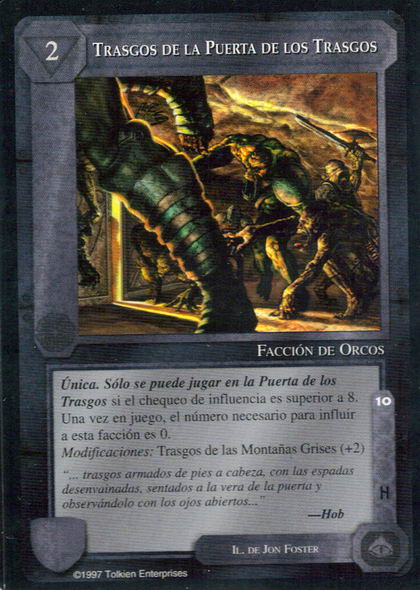 2
TRASGOS DE LA PUERTA DE LOS TRASGOS
FACCIÓN DE ORCOS
Única. Sólo se puede jugar en la Puerta de los
Trasgos si el chequeo de influencia es superior a 8.
Una vez en juego, el número necesario para influir
a esta facción es 0.
Modificaciones: Trasgos de las Montañas Grises (+2)
“... trasgos armados de pies a cabeza, con las espadas
desenvainadas, sentados a la vera de la puerta y
observándolo con los ojos abiertos...”
—Hob
10
H
IL. DE JON FOSTER
©1997 Tolkien Enterprises